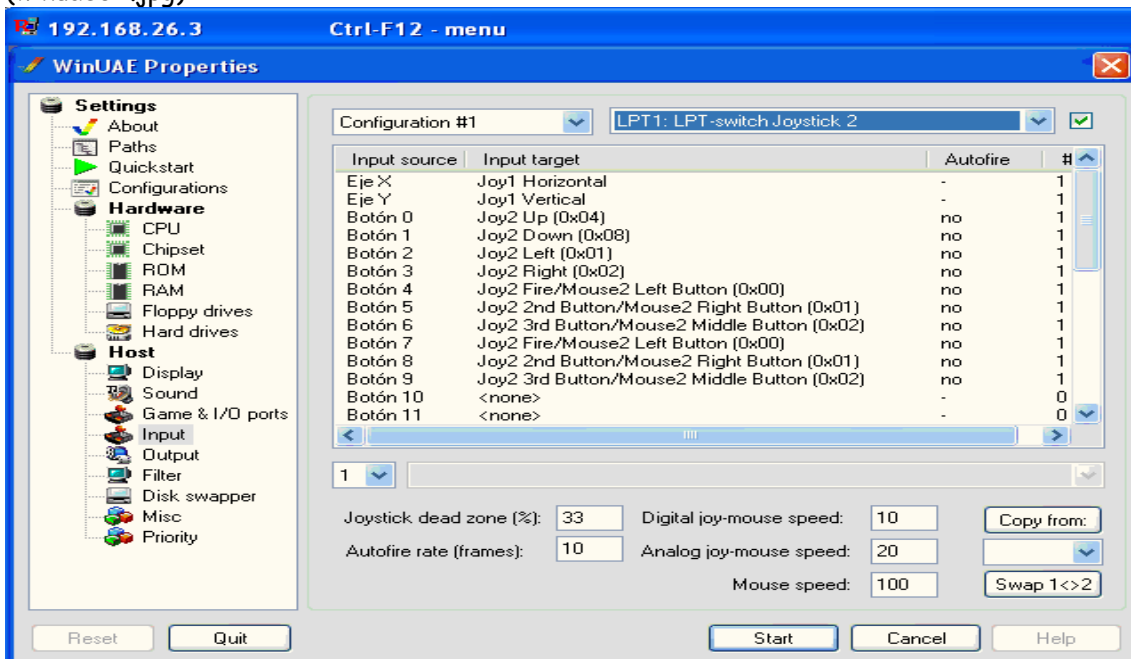 192.168.26.3 Ctrl-F12 - menu
WinUAE Properties
Settings
About
Paths
Quickstart
Configurations
Hardware
CPU
Chipset
ROM
RAM
Floppy drives
Hard drives
Host
Display
Sound
Game & I/O ports
Input
Output
Filter
Disk swapper
Misc
Priority
Configuration #1 LPT1: LPT-switch Joystick 2
Input source Input target Autofire #
Eje X Joy1 Horizontal - 1
Eje Y Joy1 Vertical - 1
Botón 0 Joy2 Up (0x04) no 1
Botón 1 Joy2 Down (0x08) no 1
Botón 2 Joy2 Left (0x01) no 1
Botón 3 Joy2 Right (0x02) no 1
Botón 4 Joy2 Fire/Mouse2 Left Button (0x00) no 1
Botón 5 Joy2 2nd Button/Mouse2 Right Button (0x01) no 1
Botón 6 Joy2 3rd Button/Mouse2 Middle Button (0x02) no 1
Botón 7 Joy2 Fire/Mouse2 Left Button (0x00) no 1
Botón 8 Joy2 2nd Button/Mouse2 Right Button (0x01) no 1
Botón 9 Joy2 3rd Button/Mouse2 Middle Button (0x02) no 1
Botón 10 <none> - 0
Botón 11 <none> - 0
1
Joystick dead zone (%): 33 Digital joy-mouse speed: 10 Copy from:
Autofire rate (frames): 10 Analog joy-mouse speed: 20
Mouse speed: 100 Swap 1<>2
Reset Quit Start Cancel Help